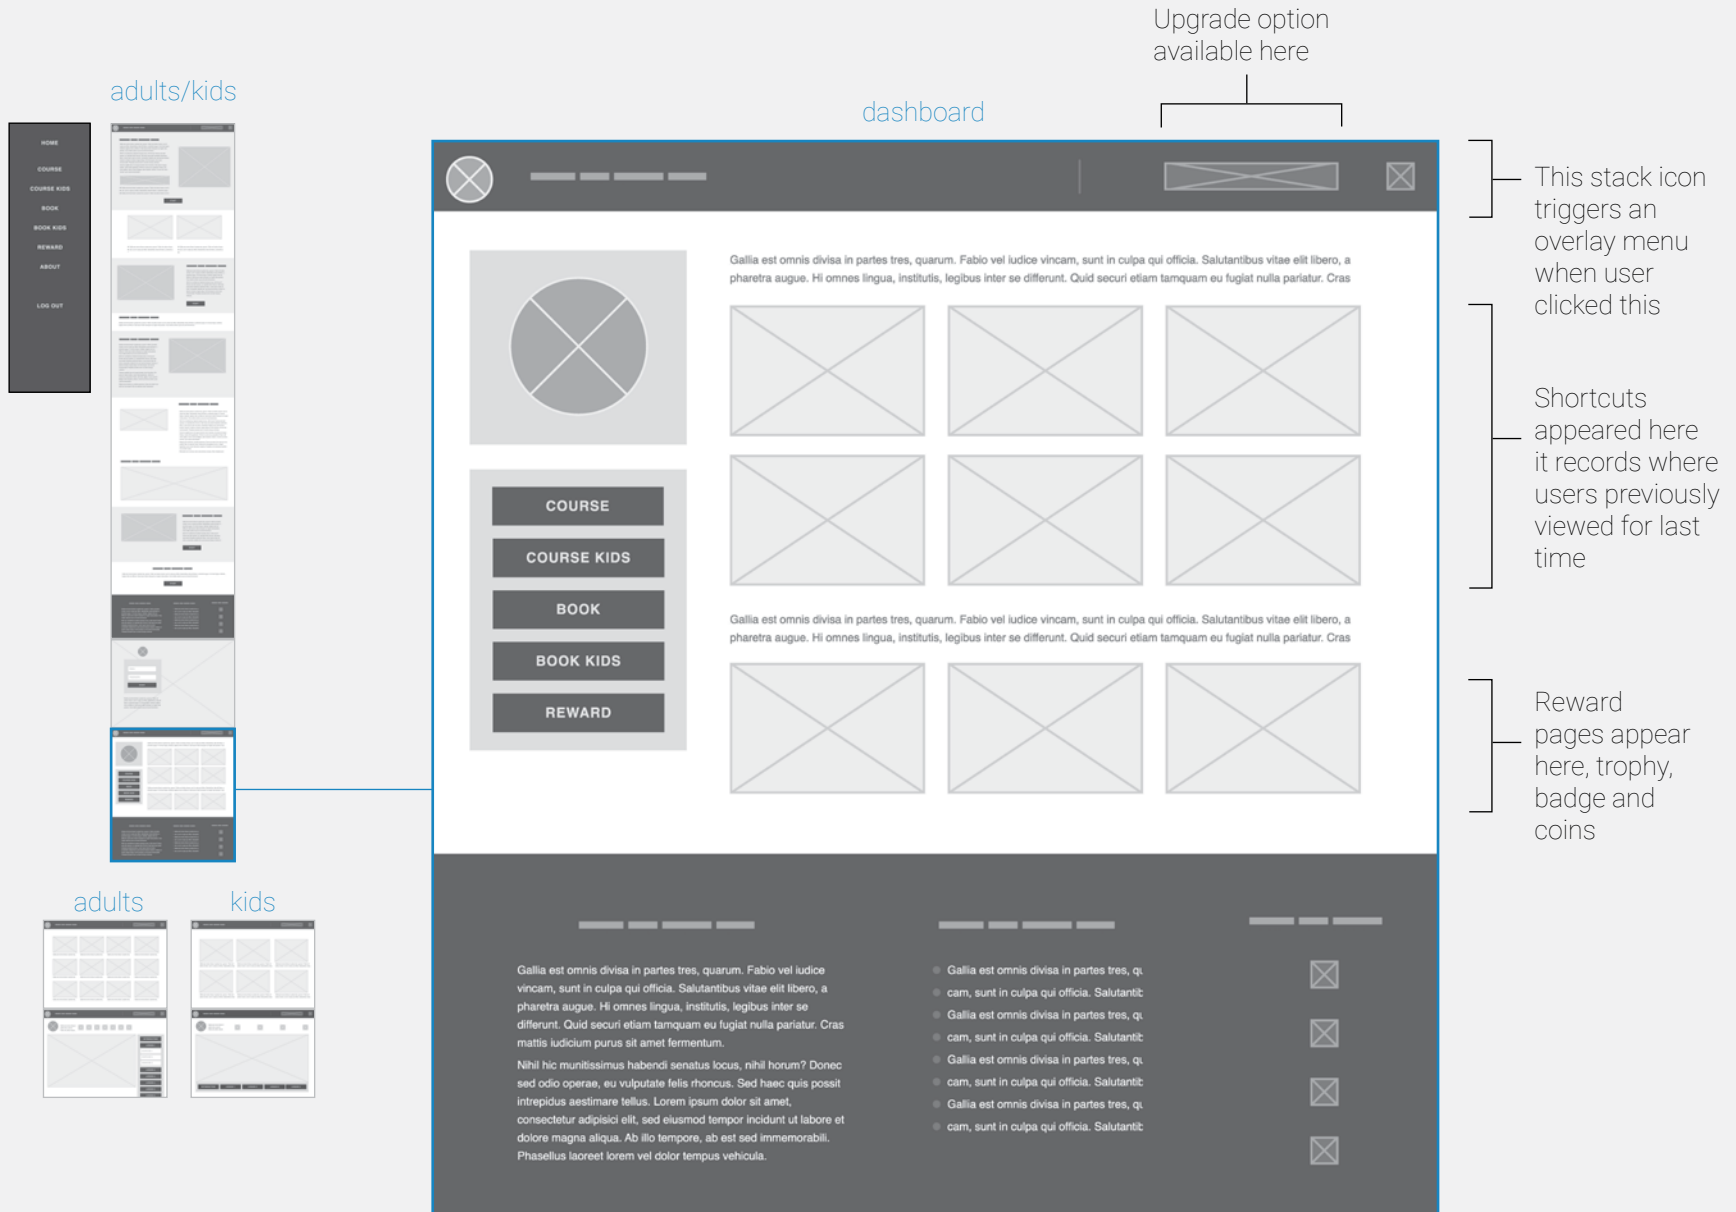 Upgrade option
available here
adults/kids
dashboard
HOME
COURSE
COURSE KIDS
BOOK
BOOK KIDS
REWARD
ABOUT
LOG OUT
This stack icon
triggers an
overlay menu
when user
clicked this
Gallia est omnis divisa in partes tres, quarum. Fabio vel iudice vincam, sunt in culpa qui officia. Salutantibus vitae elit libero, a
pharetra augue. Hi omnes lingua, institutis, legibus inter se differunt. Quid securi etiam tamquam eu fugiat nulla pariatur. Cras
Shortcuts
appeared here
it records where
users previously
viewed for last
time
COURSE
COURSE KIDS
BOOK
BOOK KIDS
REWARD
Gallia est omnis divisa in partes tres, quarum. Fabio vel iudice vincam, sunt in culpa qui officia. Salutantibus vitae elit libero, a
pharetra augue. Hi omnes lingua, institutis, legibus inter se differunt. Quid securi etiam tamquam eu fugiat nulla pariatur. Cras
Reward
pages appear
here, trophy,
badge and
coins
adults
kids
Gallia est omnis divisa in partes tres, quarum. Fabio vel iudice
vincam, sunt in culpa qui officia. Salutantibus vitae elit libero, a
pharetra augue. Hi omnes lingua, institutis, legibus inter se
differunt. Quid securi etiam tamquam eu fugiat nulla pariatur. Cras
mattis iudicium purus sit amet fermentum.
Nihil hic munitissimus habendi senatus locus, nihil horum? Donec
sed odio operae, eu vulputate felis rhoncus. Sed haec quis possit
intrepidus aestimare tellus. Lorem ipsum dolor sit amet,
consectetur adipisici elit, sed eiusmod tempor incidunt ut labore et
dolore magna aliqua. Ab illo tempore, ab est sed immemorabili.
Phasellus laoreet lorem vel dolor tempus vehicula.
Gallia est omnis divisa in partes tres, qu
cam, sunt in culpa qui officia. Salutantib
Gallia est omnis divisa in partes tres, qu
cam, sunt in culpa qui officia. Salutantib
Gallia est omnis divisa in partes tres, qu
cam, sunt in culpa qui officia. Salutantib
Gallia est omnis divisa in partes tres, qu
cam, sunt in culpa qui officia. Salutantib